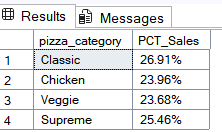 Results Messages
pizza_category PCT_Sales
1 Classic 26.91%
2 Chicken 23.96%
3 Veggie 23.68%
4 Supreme 25.46%